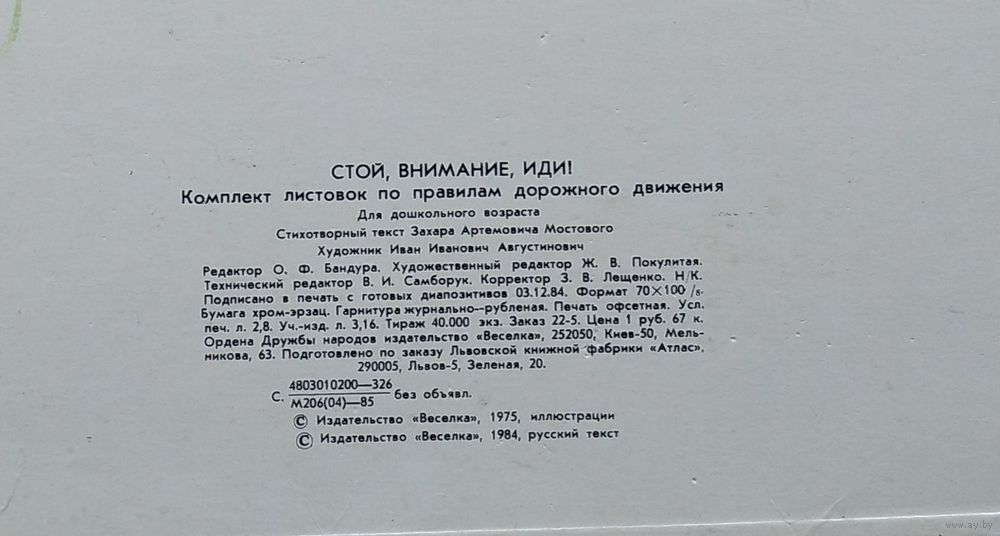 СТОЙ, ВНИМАНИЕ, ИДИ!
Комплект листовок по правилам дорожного движения
Для дошкольного возраста
Стихотворный текст Захара Артемовича Мостового
Художник Иван Иванович Августинович
Редактор О. Ф. Бандура. Художественный редактор Ж. В. Покулитая.
Технический редактор В. И. Самборук. Корректор З. В. Лещенко. Н/К.
Подписано в печать с готовых диапозитивов 03.12.84. Формат 70×100 /8.
Бумага хром-эрзац. Гарнитура журнально—рубленая. Печать офсетная. Усл.
печ. л. 2,8. Уч.-изд. л. 3,16. Тираж 40.000 экз. Заказ 22-5. Цена 1 руб. 67 к.
Ордена Дружбы народов издательство «Веселка», 252050, Киев-50, Мель-
никова, 63. Подготовлено по заказу Львовской книжной фабрики «Атлас»,
290005, Львов-5, Зеленая, 20.
4803010200—326
С. без объявл.
М206(04)—85
© Издательство «Веселка», 1975, иллюстрации
© Издательство «Веселка», 1984, русский текст
www.ay.by